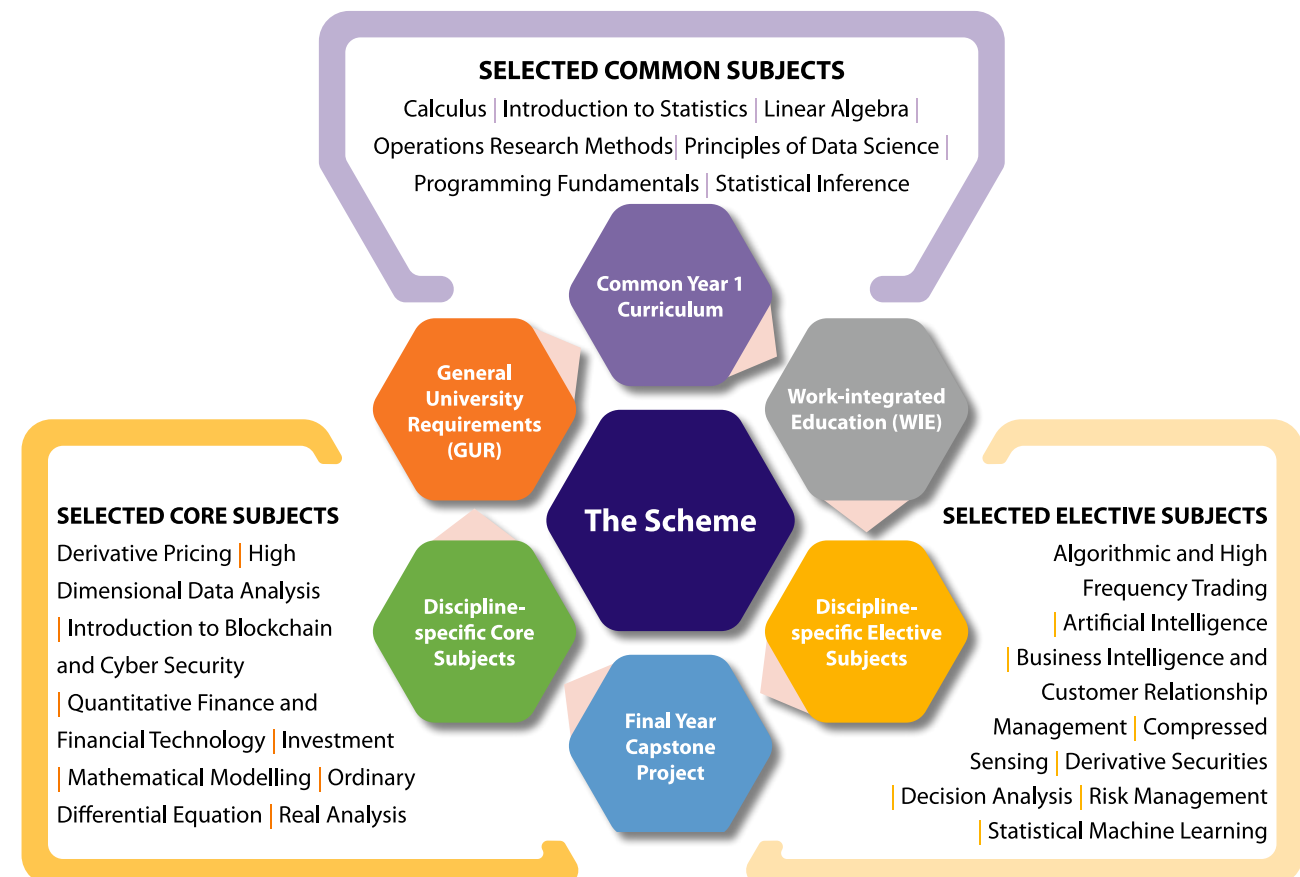 SELECTED COMMON SUBJECTS
Calculus | Introduction to Statistics | Linear Algebra |
Operations Research Methods| Principles of Data Science |
Programming Fundamentals | Statistical Inference
Common Year 1
Curriculum
General
University
Requirements
(GUR)
Work-integrated
Education (WIE)
The Scheme
Discipline-
specific Core
Subjects
Discipline-
specific Elective
Subjects
Final Year
Capstone
Project
SELECTED CORE SUBJECTS
Derivative Pricing | High
Dimensional Data Analysis
| Introduction to Blockchain
and Cyber Security
| Quantitative Finance and
Financial Technology | Investment
| Mathematical Modelling | Ordinary
Differential Equation | Real Analysis
SELECTED ELECTIVE SUBJECTS
Algorithmic and High
Frequency Trading
| Artificial Intelligence
| Business Intelligence and
Customer Relationship
Management | Compressed
Sensing | Derivative Securities
| Decision Analysis | Risk Management
| Statistical Machine Learning